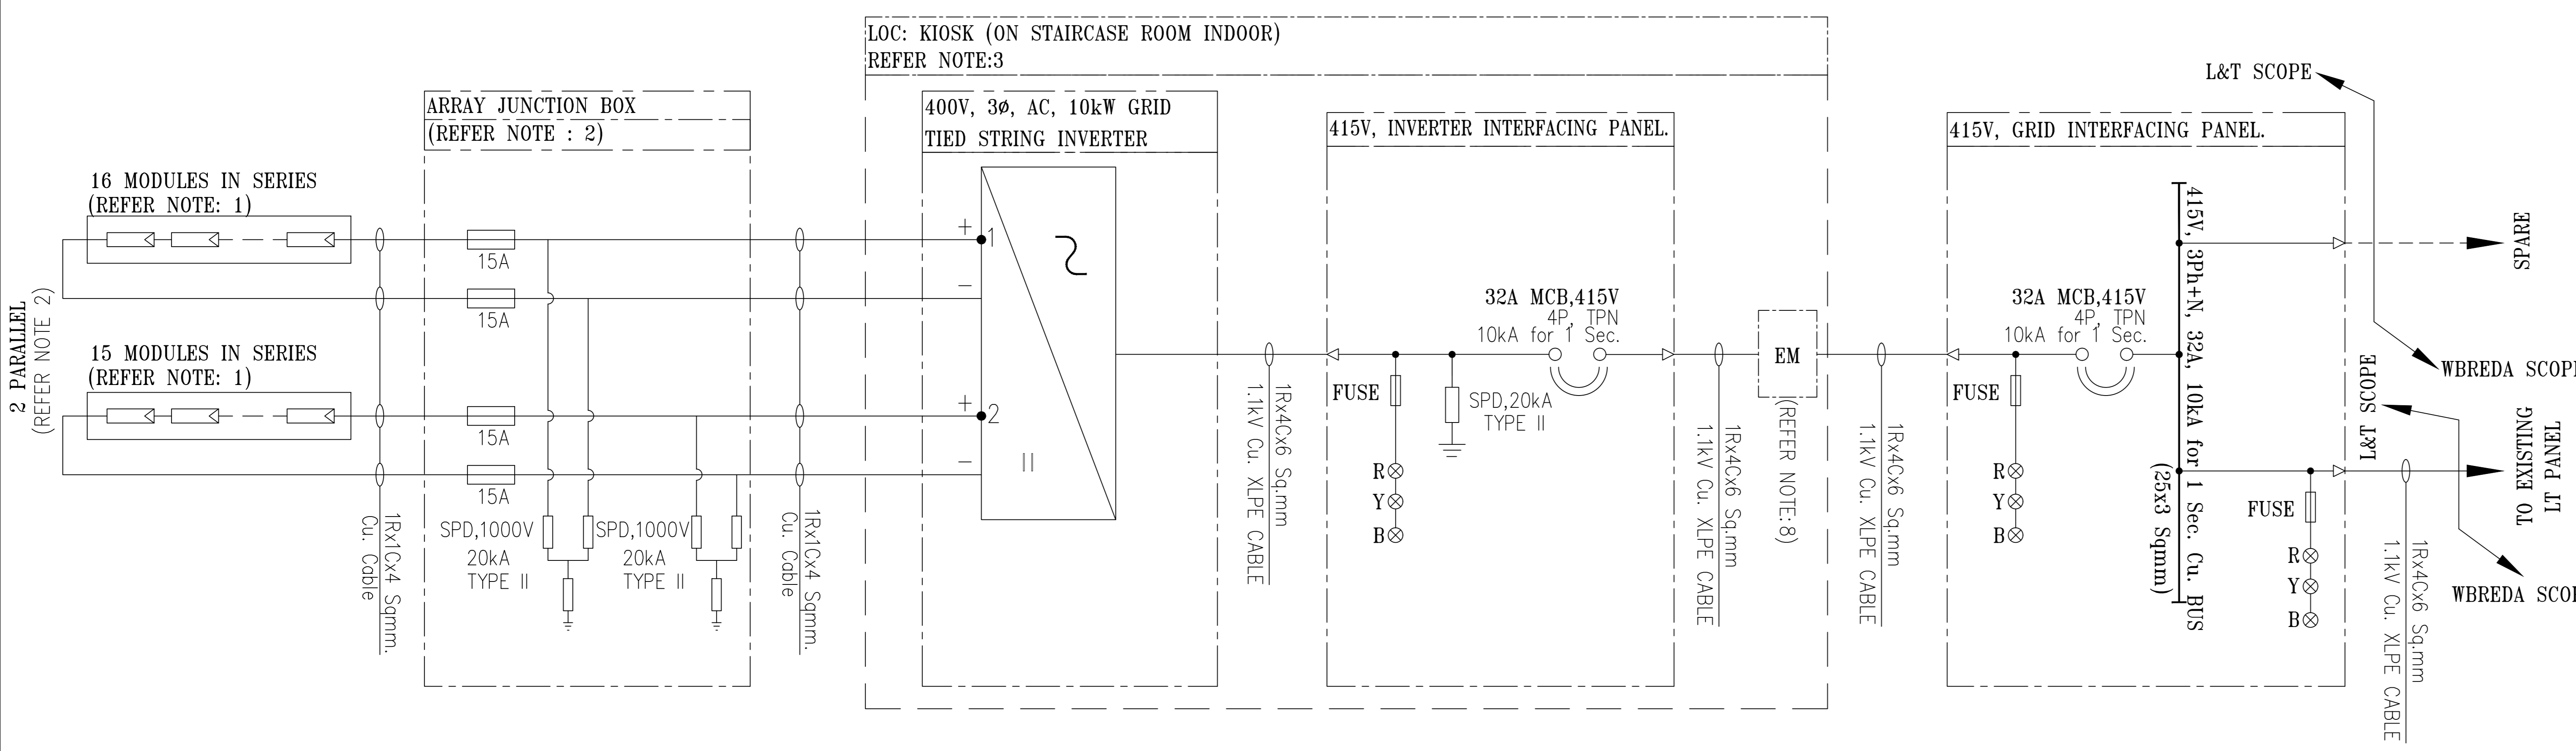 LOC: KIOSK (ON STAIRCASE ROOM INDOOR)
REFER NOTE:3
2 PARALLEL
(REFER NOTE 2)
16 MODULES IN SERIES
(REFER NOTE: 1)
15 MODULES IN SERIES
(REFER NOTE: 1)
1Rx1Cx4 Sqmm.
Cu. Cable
ARRAY JUNCTION BOX
(REFER NOTE : 2)
15A
15A
15A
15A
SPD,1000V
20kA
TYPE II
SPD,1000V
20kA
TYPE II
1Rx1Cx4 Sqmm.
Cu. Cable
400V, 3ø, AC, 10kW GRID
TIED STRING INVERTER
+
1
−
+
2
−
1Rx4Cx6 Sq.mm
1.1kV Cu. XLPE CABLE
415V, INVERTER INTERFACING PANEL.
32A MCB,415V
4P, TPN
10kA for 1 Sec.
FUSE
SPD,20kA
TYPE II
R
Y
B
1Rx4Cx6 Sq.mm
1.1kV Cu. XLPE CABLE
EM
(REFER NOTE:8)
1Rx4Cx6 Sq.mm
1.1kV Cu. XLPE CABLE
415V, GRID INTERFACING PANEL.
32A MCB,415V
4P, TPN
10kA for 1 Sec.
FUSE
R
Y
B
415V, 3Ph+N, 32A, 10kA for 1 Sec. Cu. BUS
(25x3 Sqmm)
FUSE
R
Y
B
L&T SCOPE
WBREDA SCOPE
SPARE
L&T SCOPE
TO EXISTING
LT PANEL
1Rx4Cx6 Sq.mm
1.1kV Cu. XLPE CABLE
WBREDA SCO